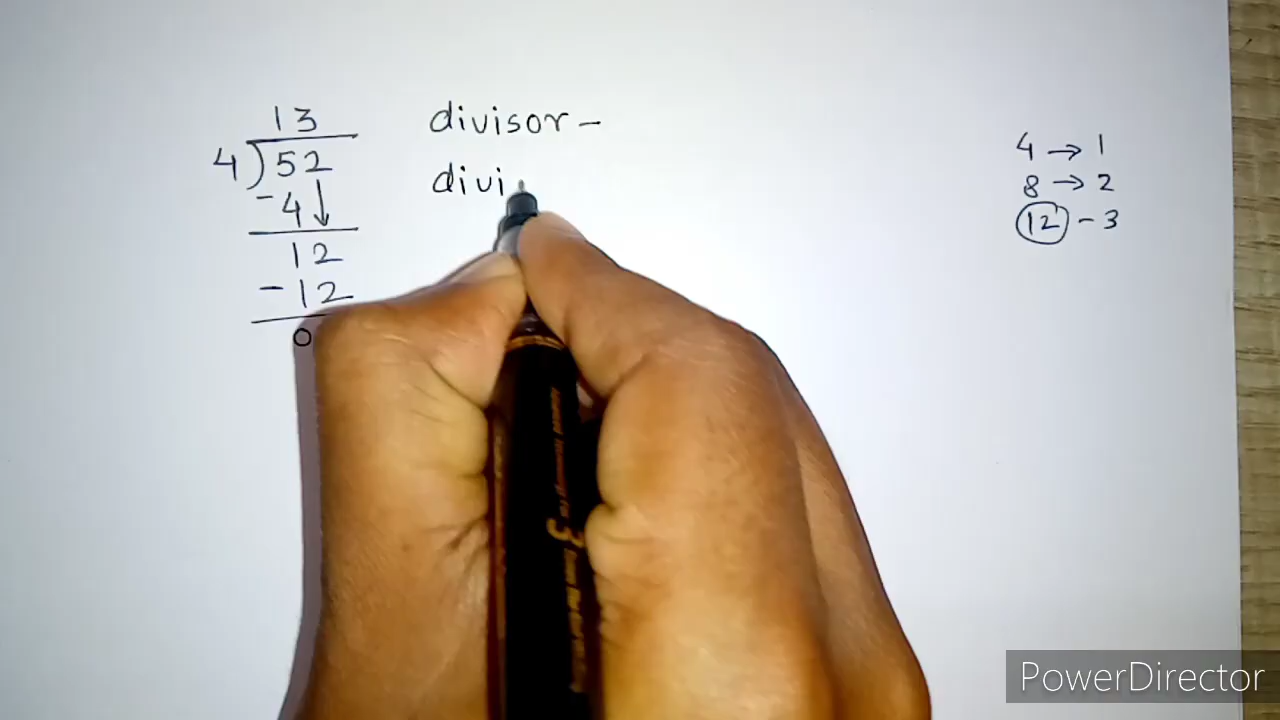 13
4)52
-4↓
12
-12
0
divisor -
divi
4 → 1
8 → 2
12 - 3
PowerDirector